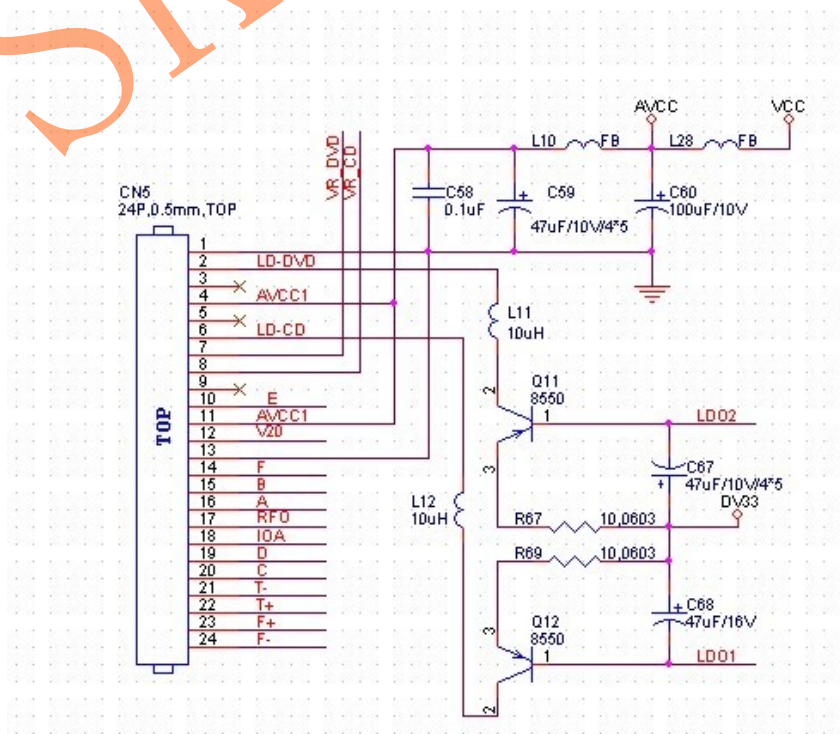 AVCC
VCC
L10
FB
L28
FB
VR_DVD
VR_CD
CN5
24P,0.5mm,TOP
C58
0.1uF
C59
47uF/10V/4*5
C60
100uF/10V
TOP
1
2 LD-DVD
3
4 AVCC1
5
6 LD-CD
7
8
9
10 E
11 AVCC1
12 V20
13
14 F
15 B
16 A
17 RFO
18 IOA
19 D
20 C
21 T-
22 T+
23 F+
24 F-
L11
10uH
2
Q11
8550
1
LDO2
3
C67
47uF/10V/4*5
DV33
L12
10uH
R67
10,0603
R69
10,0603
C68
47uF/16V
3
Q12
8550
1
LDO1
2